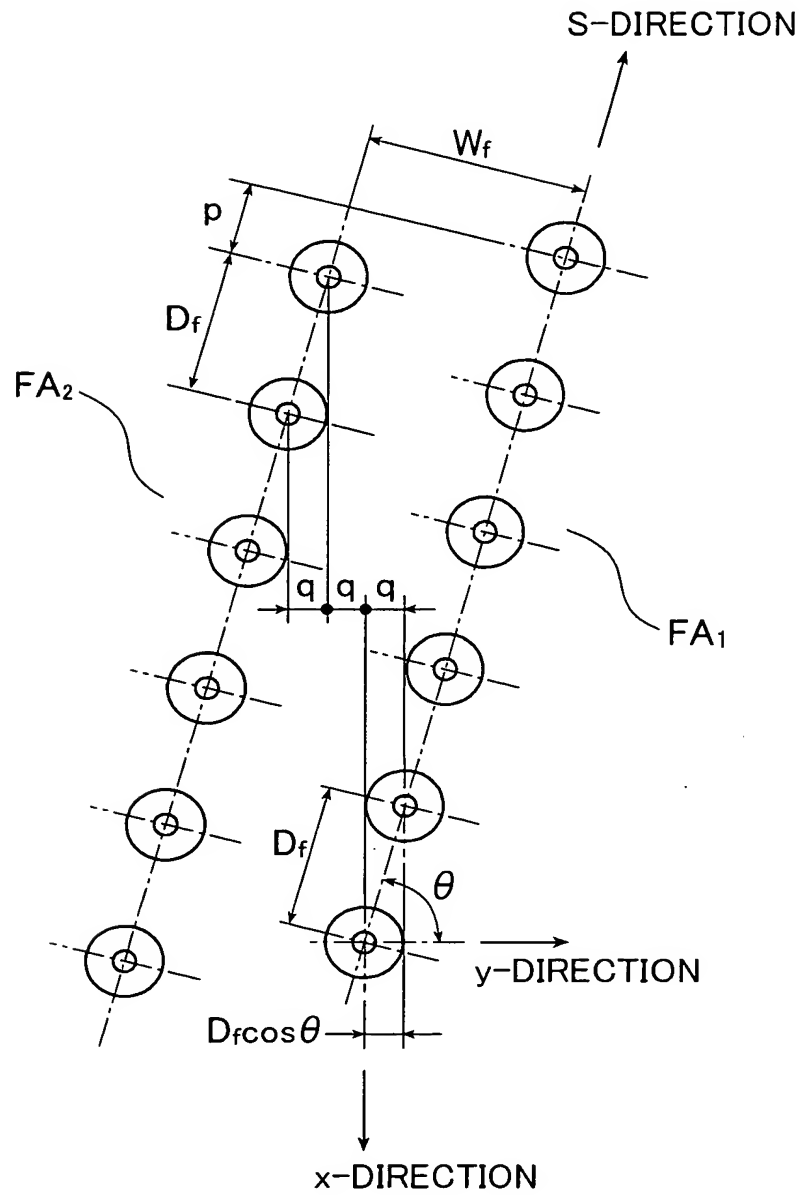 S-DIRECTION
Wf
p
Df
FA2
q q q
FA1
Df
θ
y-DIRECTION
Dfcosθ
x-DIRECTION